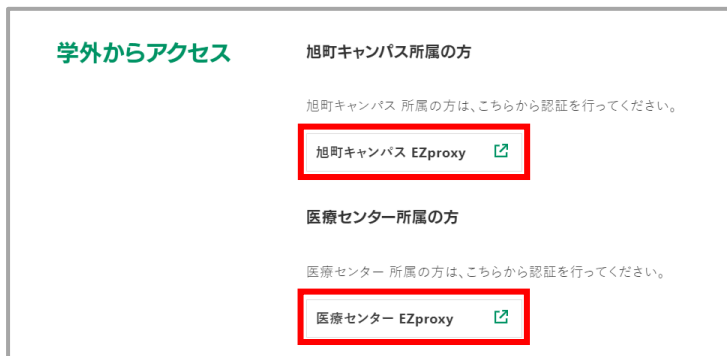 学外からアクセス
旭町キャンパス所属の方
旭町キャンパス 所属の方は、こちらから認証を行ってください。
旭町キャンパス EZproxy
医療センター所属の方
医療センター 所属の方は、こちらから認証を行ってください。
医療センター EZproxy